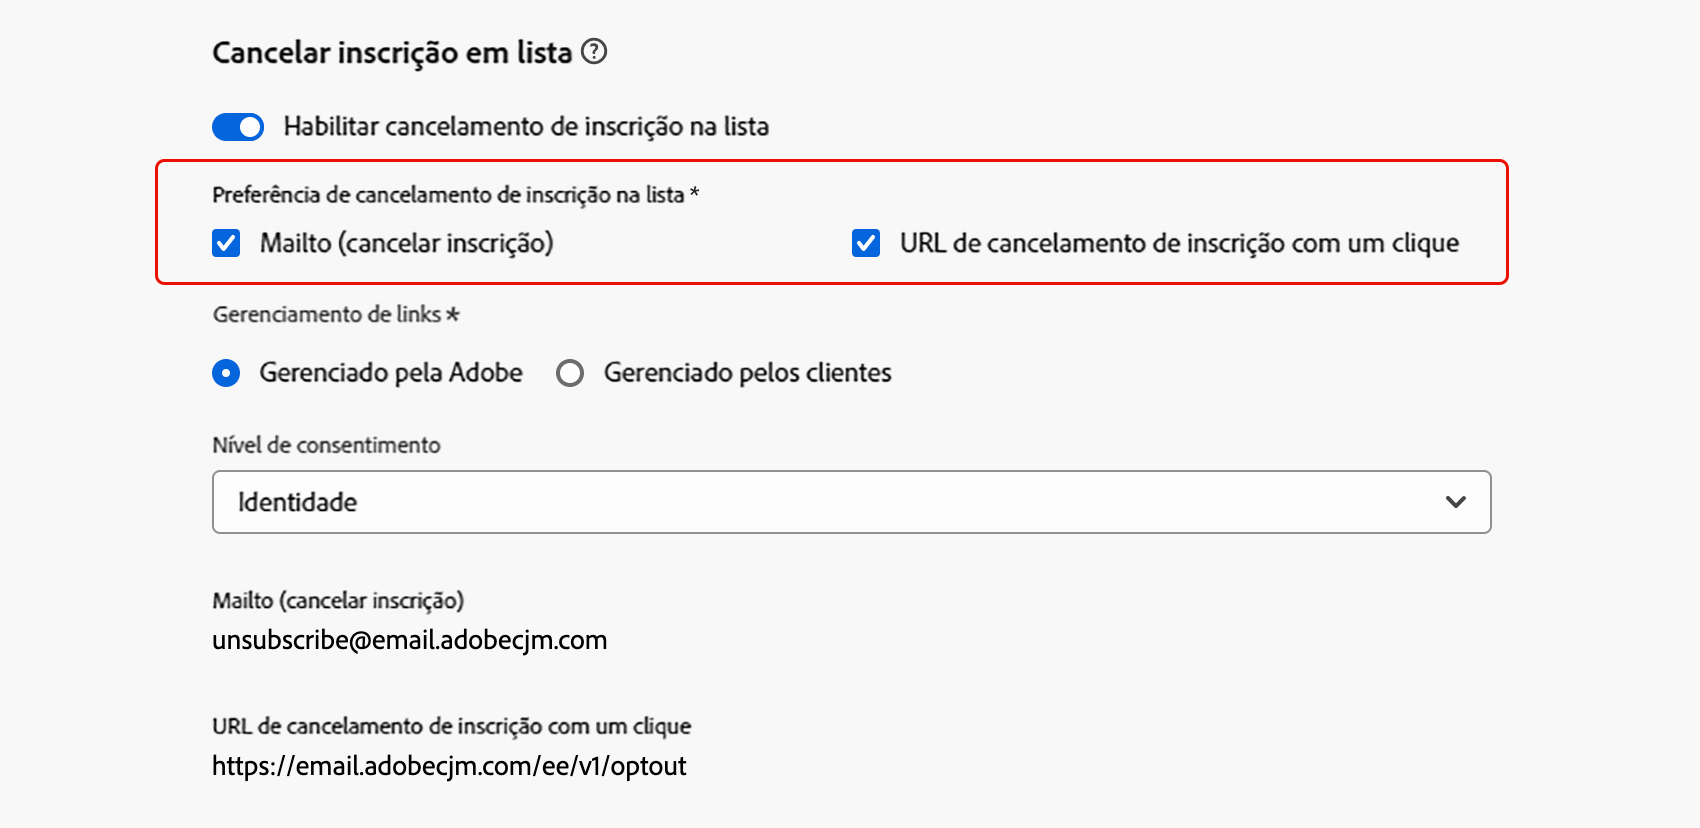 Cancelar inscrição em lista
Habilitar cancelamento de inscrição na lista
Preferência de cancelamento de inscrição na lista *
Mailto (cancelar inscrição) URL de cancelamento de inscrição com um clique
Gerenciamento de links *
Gerenciado pela Adobe Gerenciado pelos clientes
Nível de consentimento
Identidade
Mailto (cancelar inscrição)
unsubscribe@email.adobecjm.com
URL de cancelamento de inscrição com um clique
https://email.adobecjm.com/ee/v1/optout